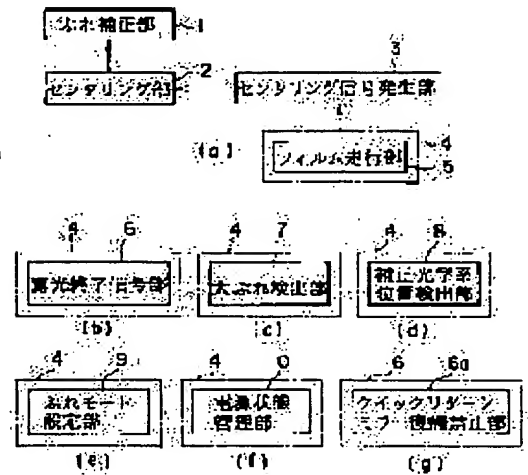 ぶれ補正部 1
センタリング部 2
センタリング信号発生部 3
(a)
フィルム走行部 4
5
4 6
露光終了信号部
(b)
4 7
大ぶれ検出部
(c)
4 8
補正光学系
位置検出部
(d)
4 9
ぶれモード
設定部
(e)
4 0
電源状態
管理部
(f)
6 6a
クイックリターン
ミラー復帰禁止部
(g)